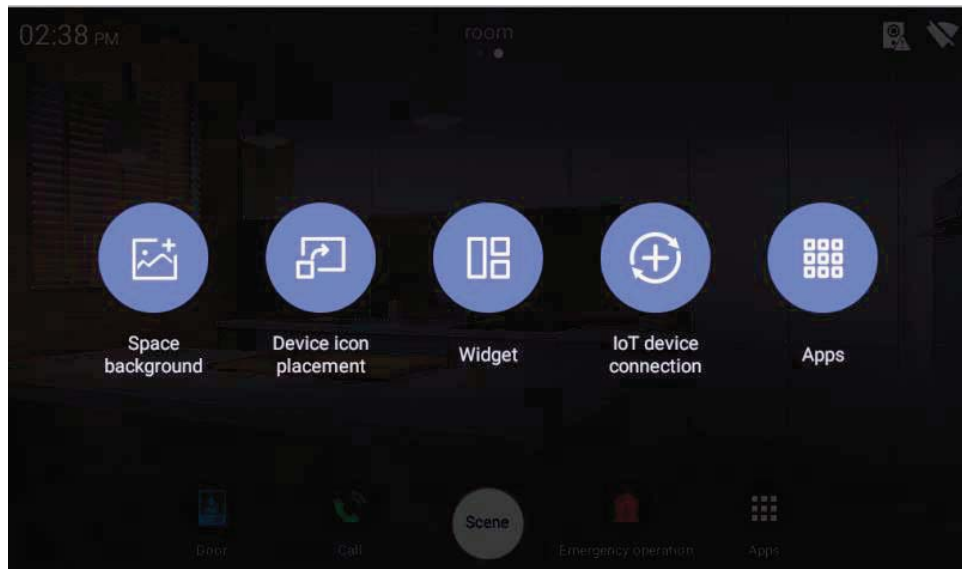 02:38 PM
room
Space
background
Device icon
placement
Widget
IoT device
connection
Apps
Scene
Door
Call
Emergency operation
Apps